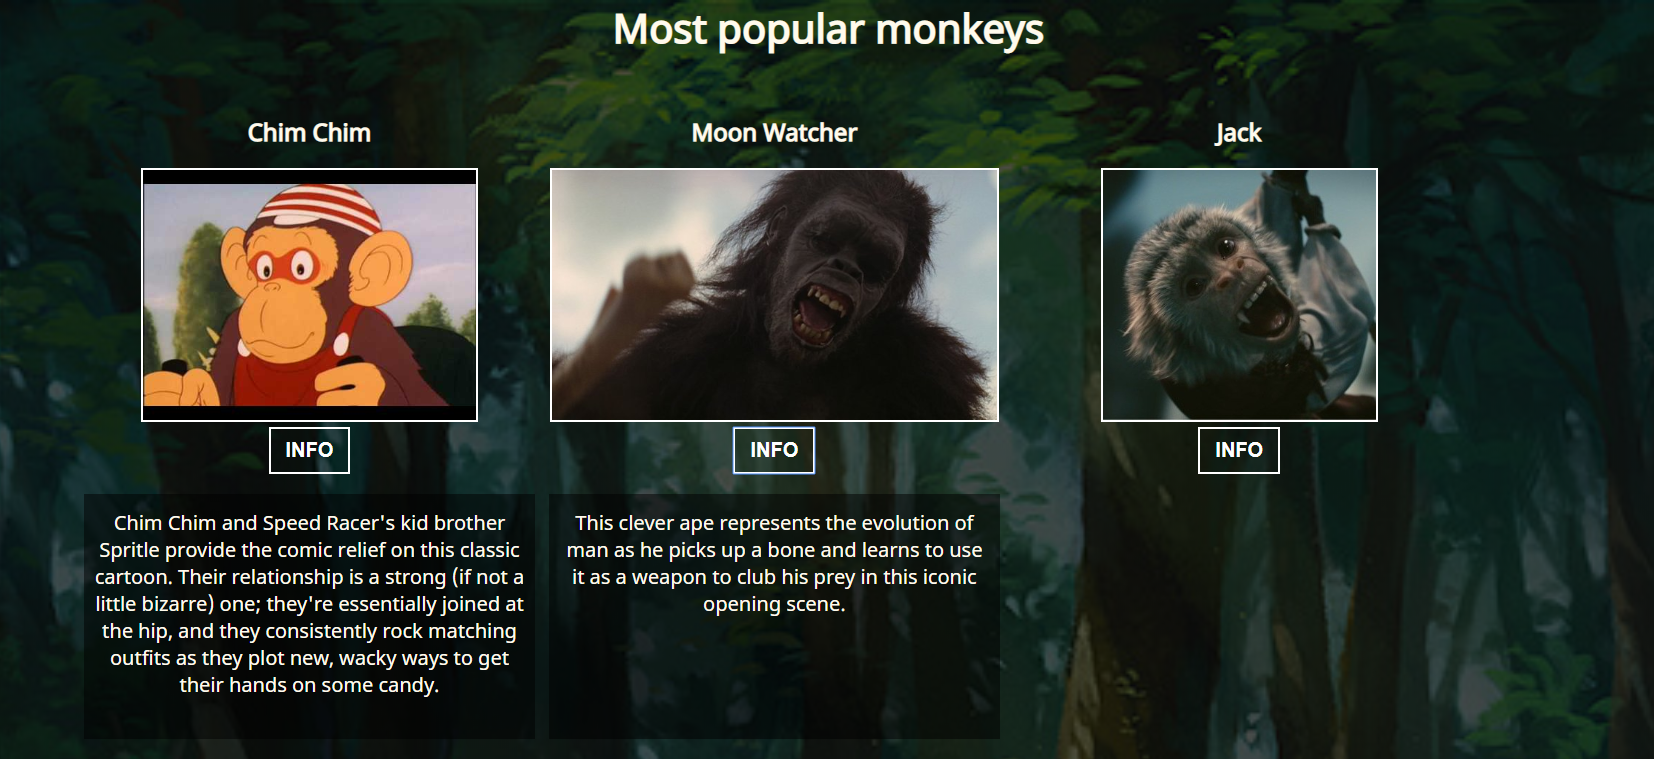 Most popular monkeys
Chim Chim
Moon Watcher
Jack
INFO
INFO
INFO
Chim Chim and Speed Racer's kid brother
Spritle provide the comic relief on this classic
cartoon. Their relationship is a strong (if not a
little bizarre) one; they're essentially joined at
the hip, and they consistently rock matching
outfits as they plot new, wacky ways to get
their hands on some candy.
This clever ape represents the evolution of
man as he picks up a bone and learns to use
it as a weapon to club his prey in this iconic
opening scene.